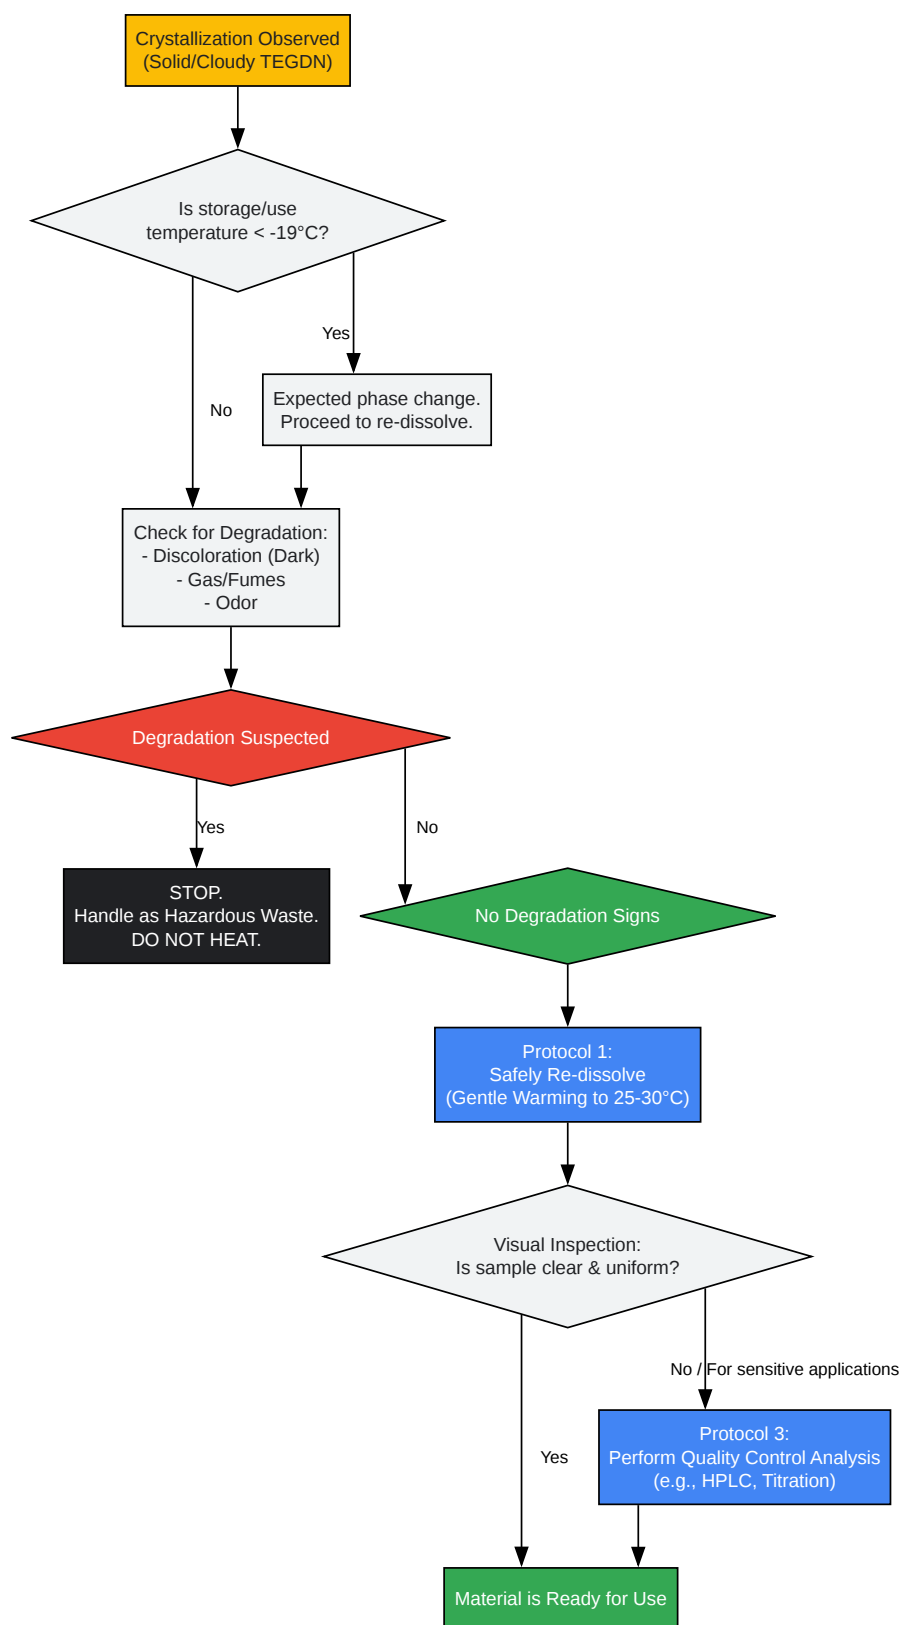 Crystallization Observed
(Solid/Cloudy TEGDN)
Is storage/use
temperature < -19°C?
Yes
No
Expected phase change.
Proceed to re-dissolve.
Check for Degradation:
- Discoloration (Dark)
- Gas/Fumes
- Odor
Degradation Suspected
Yes
No
STOP.
Handle as Hazardous Waste.
DO NOT HEAT.
No Degradation Signs
Protocol 1:
Safely Re-dissolve
(Gentle Warming to 25-30°C)
Visual Inspection:
Is sample clear & uniform?
No / For sensitive applications
Yes
Protocol 3:
Perform Quality Control Analysis
(e.g., HPLC, Titration)
Material is Ready for Use